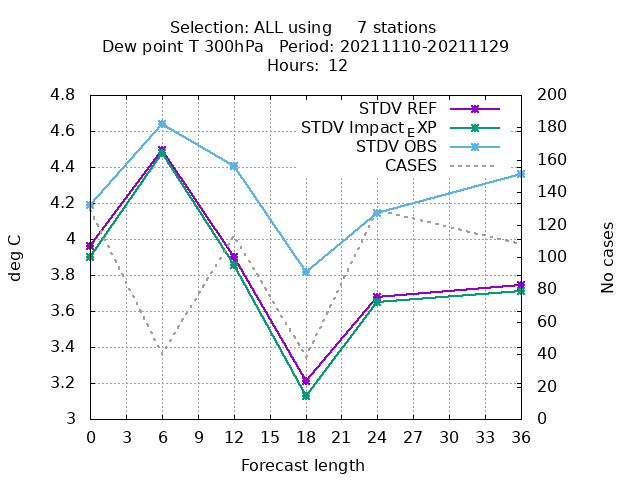 Selection: ALL using     7 stations
Dew point T 300hPa   Period: 20211110-20211129
Hours:  12
STDV REF
STDV Impact_EXP
STDV OBS
CASES
deg C
4.8
4.6
4.4
4.2
4
3.8
3.6
3.4
3.2
3
200
180
160
140
120
100
80
60
40
20
0
No cases
0 3 6 9 12 15 18 21 24 27 30 33 36
Forecast length